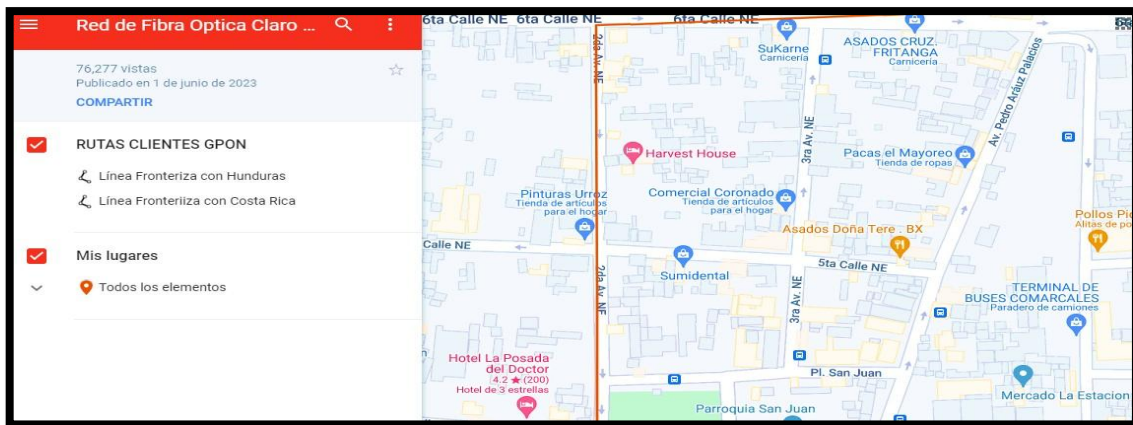 Red de Fibra Optica Claro ...
76,277 vistas
Publicado en 1 de junio de 2023
COMPARTIR
RUTAS CLIENTES GPON
Línea Fronteriza con Hunduras
Línea Fronteriiza con Costa Rica
Mis lugares
Todos los elementos
6ta Calle NE
6ta Calle NE
6ta Calle NE
2da Av. NE
SuKarne
Carnicería
ASADOS CRUZ.
FRITANGA
Carnicería
Av. Pedro Aráuz Palacios
3ra Av. NE
Harvest House
Pacas el Mayoreo
Tienda de ropas
Pinturas Urroz
Tienda de artículos
para el hogar
Comercial Coronado
Tienda de artículos
para el hogar
Pollos Pic
Alitas de po
Asados Doña Tere . BX
Calle NE
5ta Calle NE
Sumidental
2da Av. NE
3ra Av. NE
TERMINAL DE
BUSES COMARCALES
Paradero de camiones
Hotel La Posada
del Doctor
4.2 ★ (200)
Hotel de 3 estrellas
Pl. San Juan
Mercado La Estacion
Parroquia San Juan